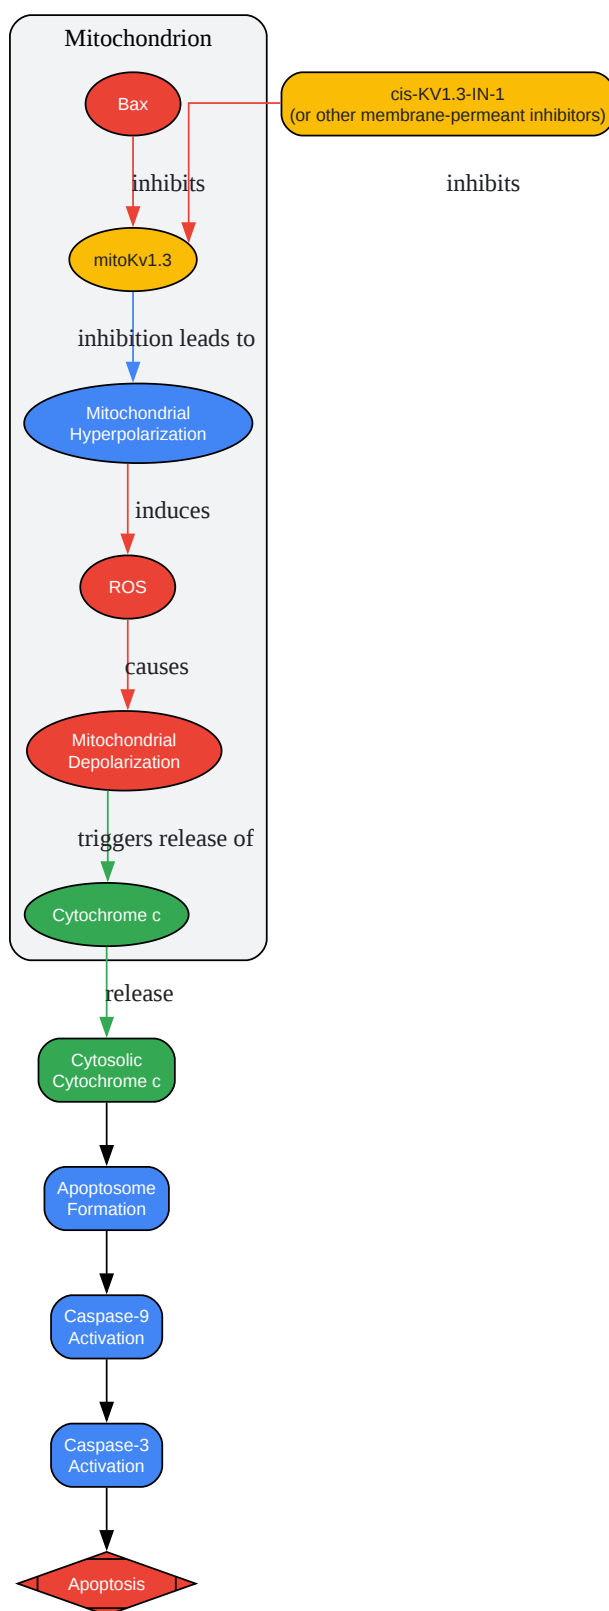 Mitochondrion
Bax
cis-KV1.3-IN-1
(or other membrane-permeant inhibitors)
inhibits
inhibits
mitoKv1.3
inhibition leads to
Mitochondrial
Hyperpolarization
induces
ROS
causes
Mitochondrial
Depolarization
triggers release of
Cytochrome c
release
Cytosolic
Cytochrome c
Apoptosome
Formation
Caspase-9
Activation
Caspase-3
Activation
Apoptosis